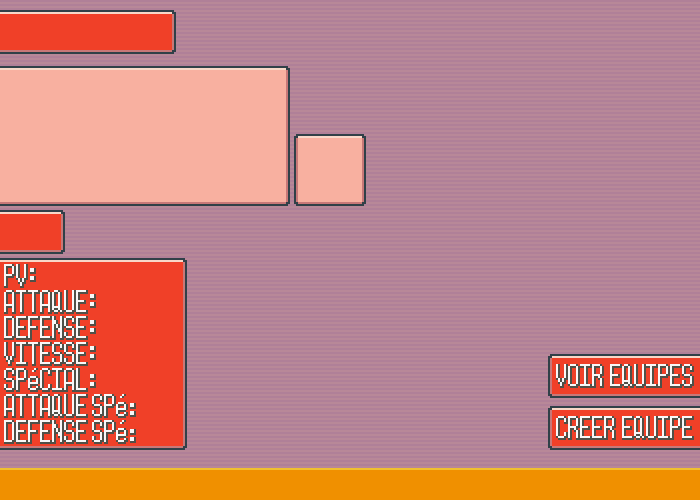 PV:
ATTAQUE:
DEFENSE:
VITESSE:
SPéCIAL:
ATTAQUE SPé:
DEFENSE SPé:
VOIR EQUIPES
CREER EQUIPE